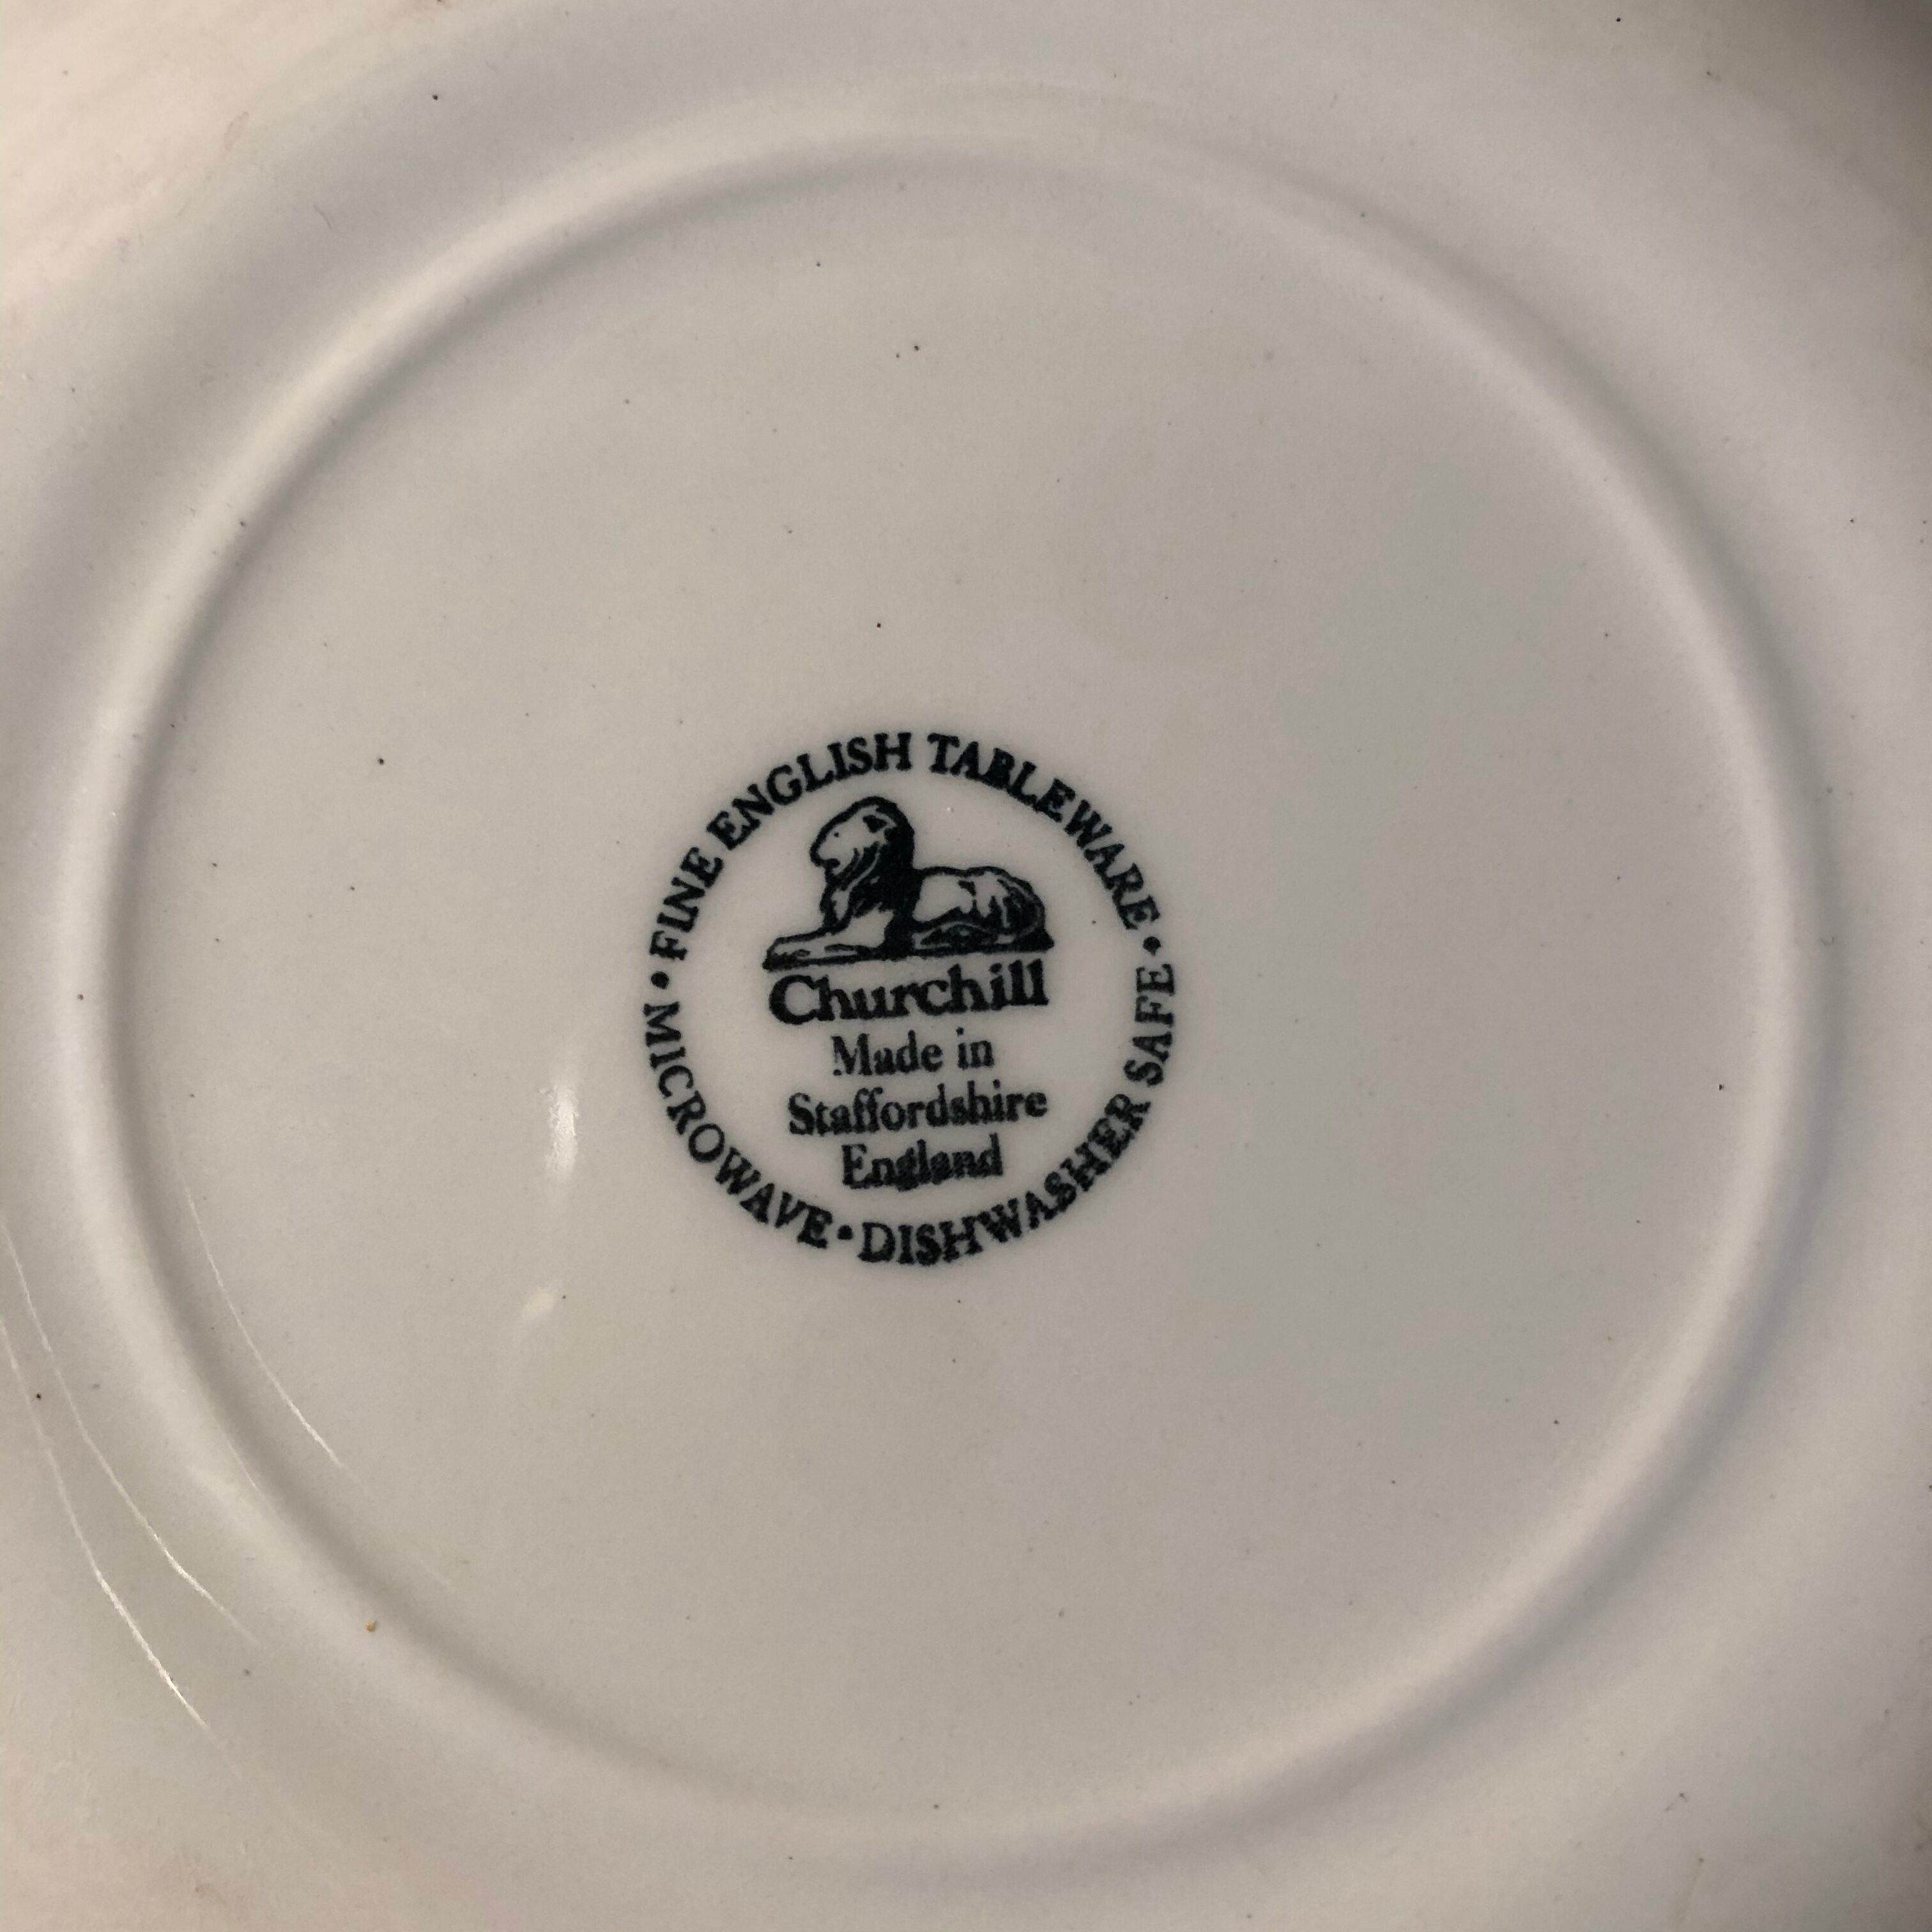 • FINE ENGLISH TABLEWARE •
Churchill
Made in
Staffordshire
England
MICROWAVE • DISHWASHER SAFE